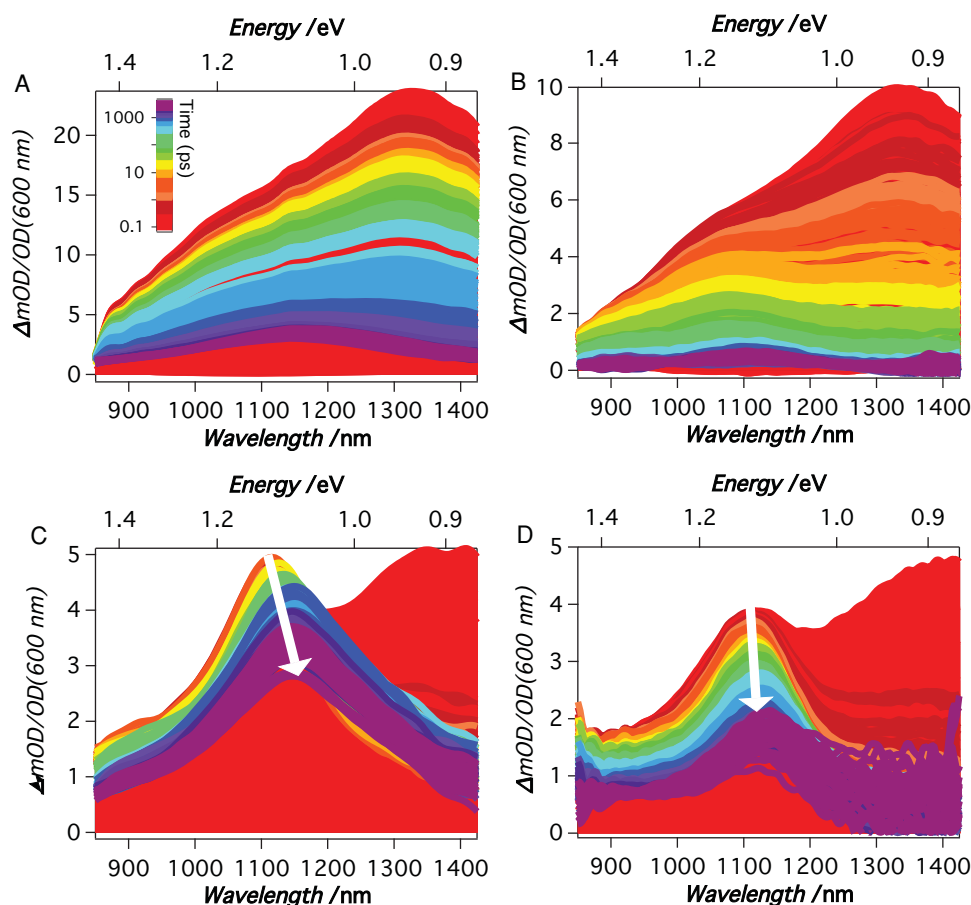 Energy /eV
1.4 1.2 1.0 0.9
A
ΔmOD/OD(600 nm)
20
15
10
5
0
Time (ps)
1000
10
0.1
900 1000 1100 1200 1300 1400
Wavelength /nm
Energy /eV
1.4 1.2 1.0 0.9
B
ΔmOD/OD(600 nm)
10
8
6
4
2
0
900 1000 1100 1200 1300 1400
Wavelength /nm
Energy /eV
1.4 1.2 1.0 0.9
C
ΔmOD/OD(600 nm)
5
4
3
2
1
0
900 1000 1100 1200 1300 1400
Wavelength /nm
Energy /eV
1.4 1.2 1.0 0.9
D
ΔmOD/OD(600 nm)
5
4
3
2
1
0
900 1000 1100 1200 1300 1400
Wavelength /nm